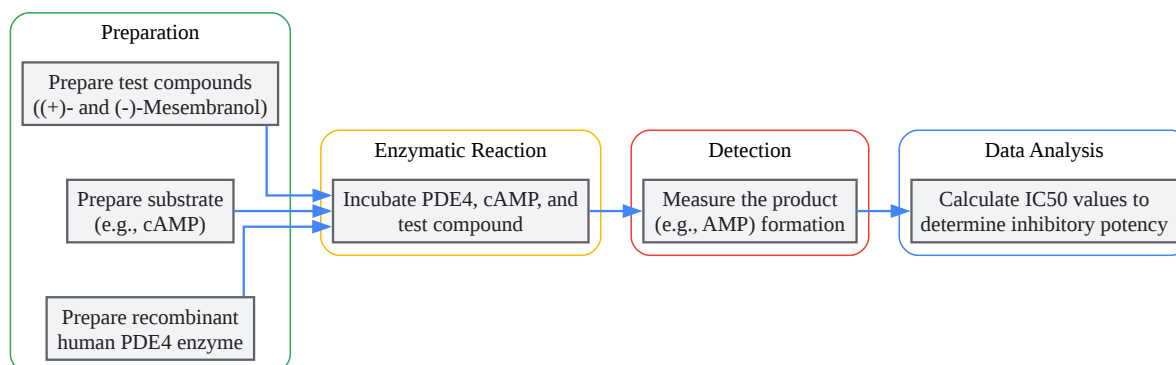 Preparation
Prepare test compounds
((+)- and (-)-Mesembranol)
Prepare substrate
(e.g., cAMP)
Prepare recombinant
human PDE4 enzyme
Enzymatic Reaction
Incubate PDE4, cAMP, and
test compound
Detection
Measure the product
(e.g., AMP) formation
Data Analysis
Calculate IC50 values to
determine inhibitory potency